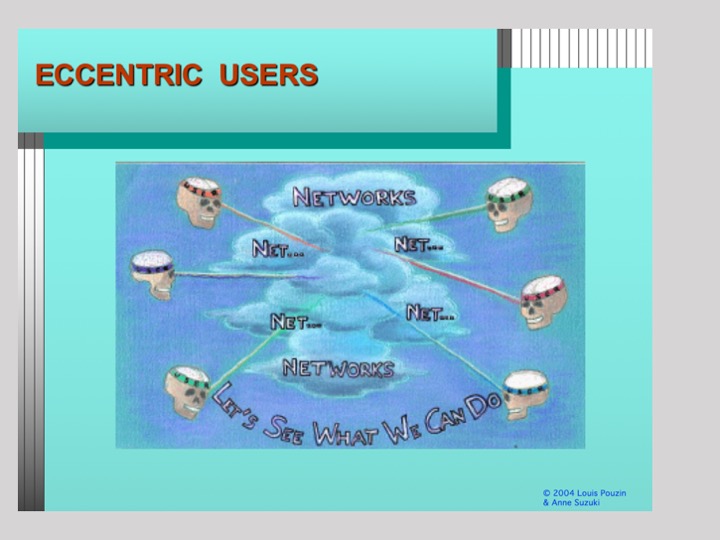 ECCENTRIC USERS
NETWORKS
NET...
NET...
NET...
NET...
NETWORKS
LET'S SEE WHAT WE CAN DO
© 2004 Louis Pouzin
& Anne Suzuki